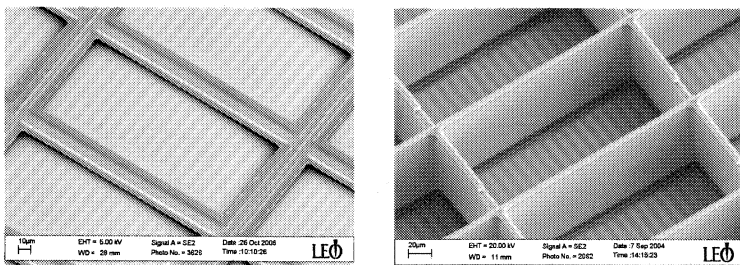 10µm
EHT = 5.00 kV Signal A = SE2 Date :26 Oct 2005
WD = 28 mm Photo No. = 3626 Time :10:10:26
LEO
20µm
EHT = 20.00 kV Signal A = SE2 Date :7 Sep 2004
WD = 11 mm Photo No. = 2062 Time :14:15:23
LEO